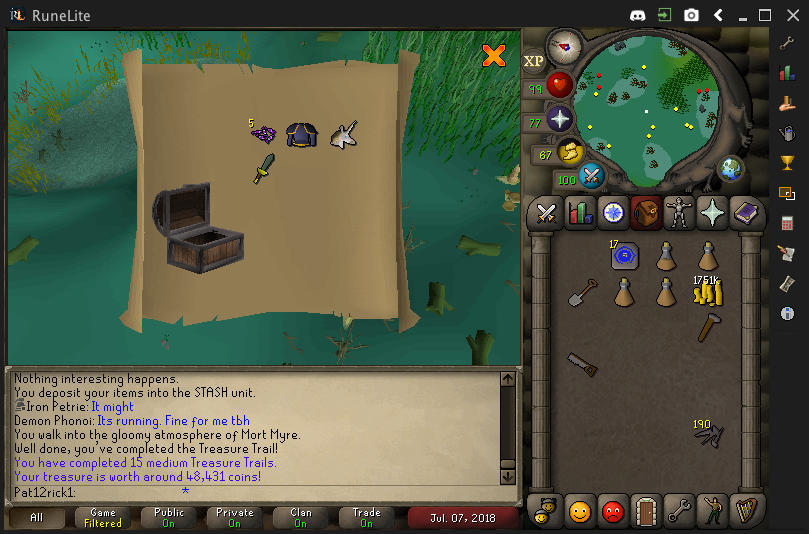 RuneLite
5
XP
99
77
67
100
17
1751K
190
Nothing interesting happens.
You deposit your items into the STASH unit.
Iron Petrie: It might
Demon Phonoi: Its running. Fine for me tbh
You walk into the gloomy atmosphere of Mort Myre.
Well done, you've completed the Treasure Trail!
You have completed 15 medium Treasure Trails.
Your treasure is worth around 48,431 coins!
Pat12rick1: *
All
Game
Filtered
Public
On
Private
On
Clan
On
Trade
On
Jul. 07, 2018